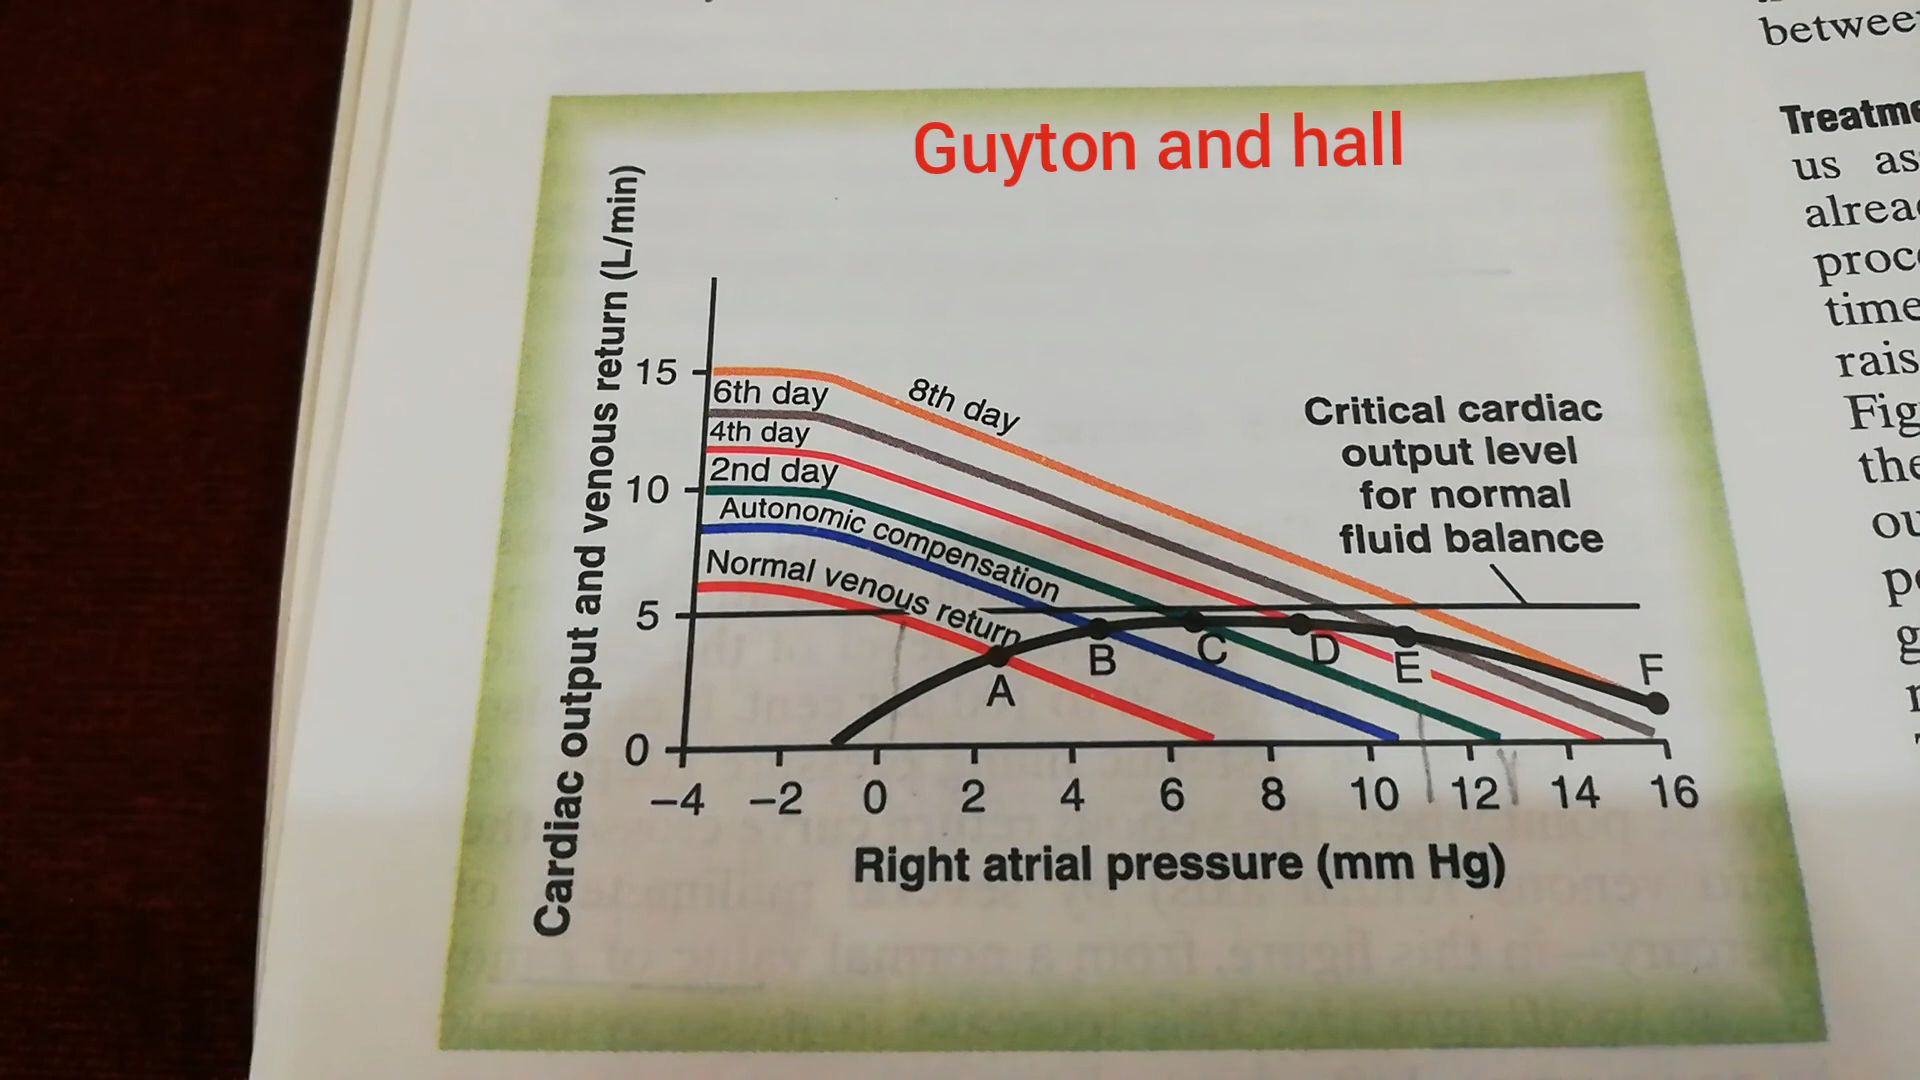 Guyton and hall
Cardiac output and venous return (L/min)
15
10
5
0
8th day
6th day
4th day
2nd day
Autonomic compensation
Normal venous return
Critical cardiac
output level
for normal
fluid balance
A
B
C
D
E
F
−4 −2 0 2 4 6 8 10 12 14 16
Right atrial pressure (mm Hg)
betwee
Treatme
us as
alrea
proc
time
rais
Fig
the
ou
po